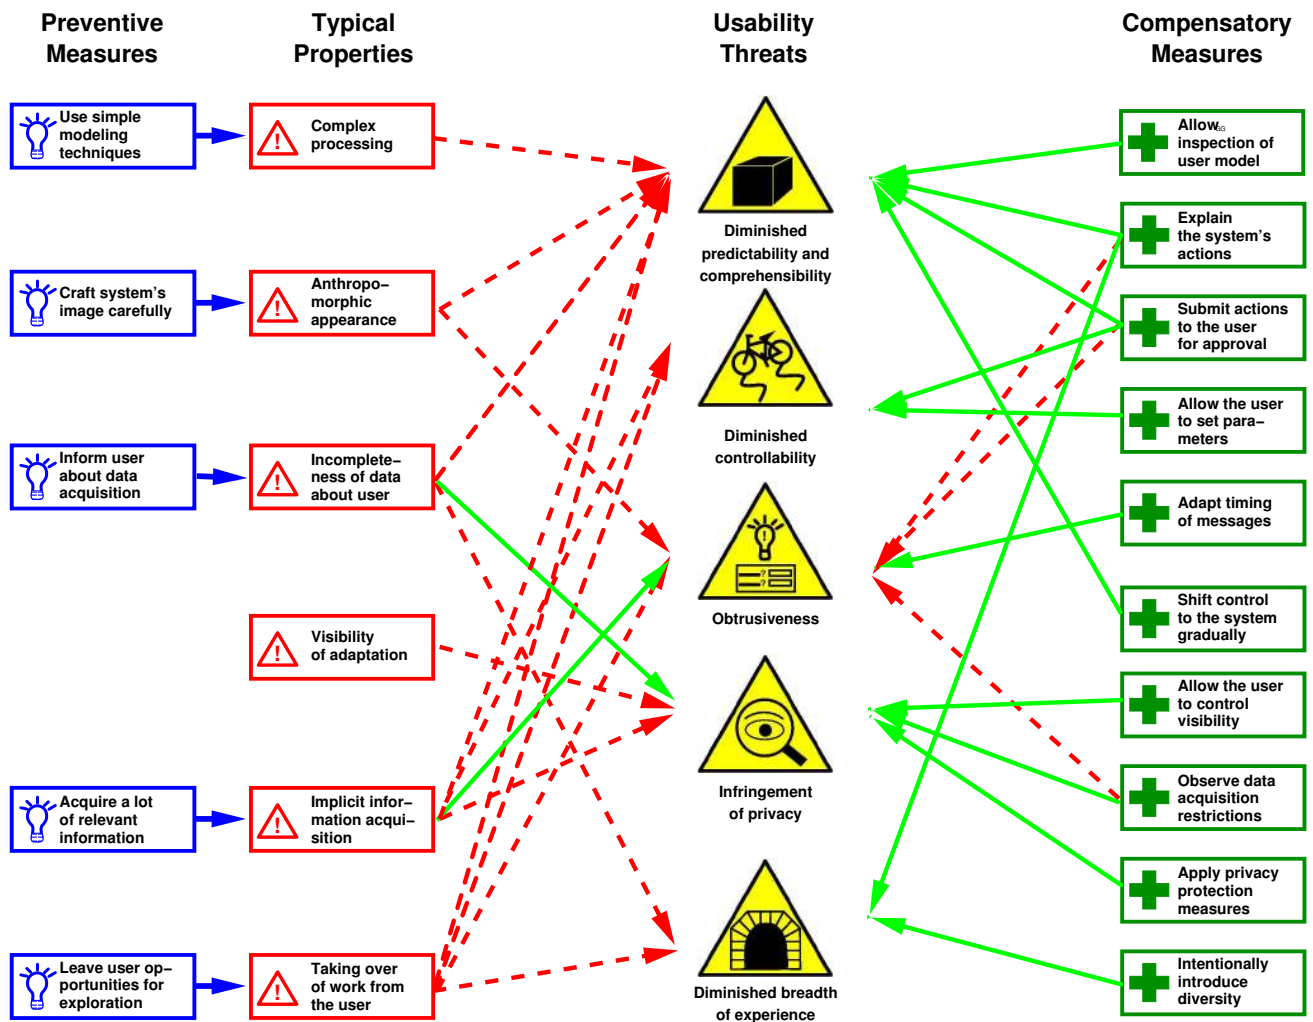 Preventive
Measures
Typical
Properties
Usability
Threats
Compensatory
Measures
Use simple
modeling
techniques
Craft system's
image carefully
Inform user
about data
acquisition
Acquire a lot
of relevant
information
Leave user op–
portunities for
exploration
!
Complex
processing
!
Anthropo–
morphic
appearance
!
Incomplete–
ness of data
about user
!
Visibility
of adaptation
!
Implicit infor–
mation acqui–
sition
!
Taking over
of work from
the user
Diminished
predictability and
comprehensibility
Diminished
controllability
!
?
?
Obtrusiveness
Infringement
of privacy
Diminished breadth
of experience
Allow
inspection of
user model
Explain
the system's
actions
Submit actions
to the user
for approval
Allow the user
to set para–
meters
Adapt timing
of messages
Shift control
to the system
gradually
Allow the user
to control
visibility
Observe data
acquisition
restrictions
Apply privacy
protection
measures
Intentionally
introduce
diversity